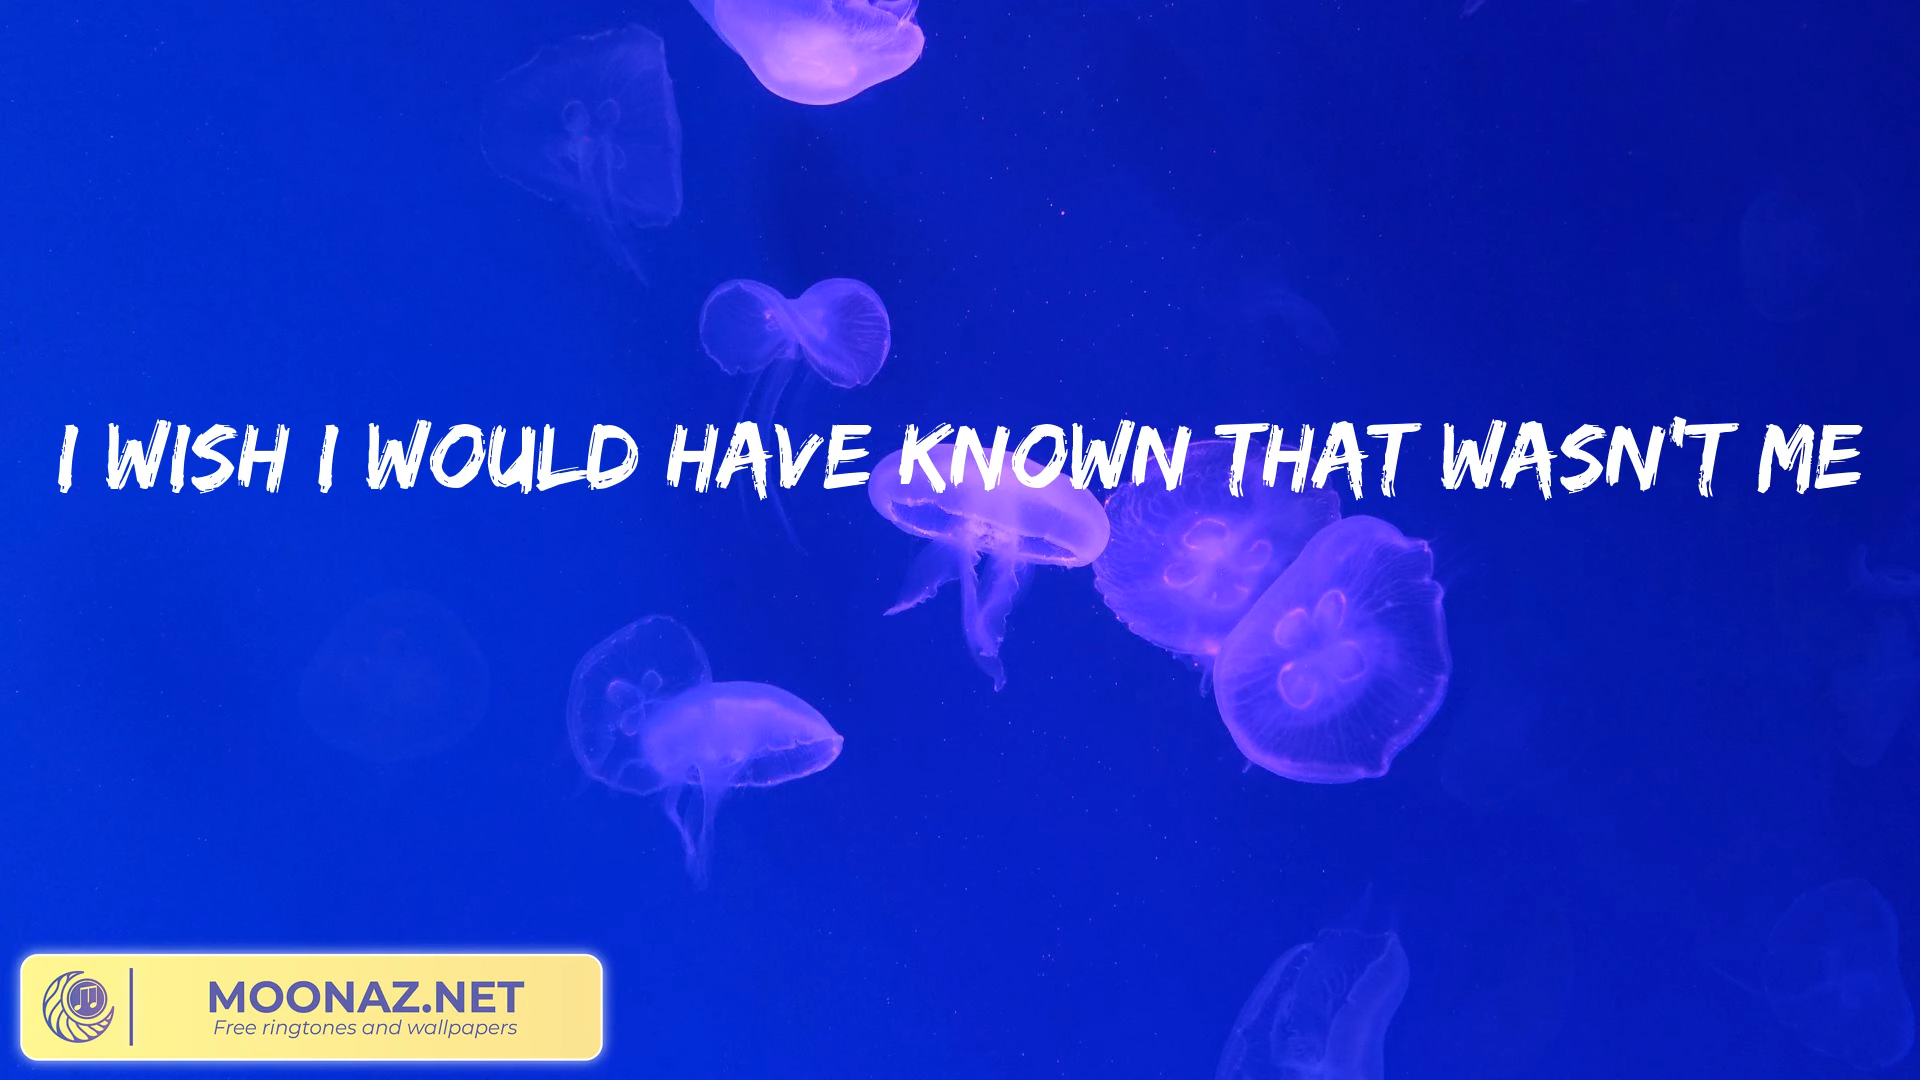 I WISH I WOULD HAVE KNOWN THAT WASN'T ME
MOONAZ.NET
Free ringtones and wallpapers